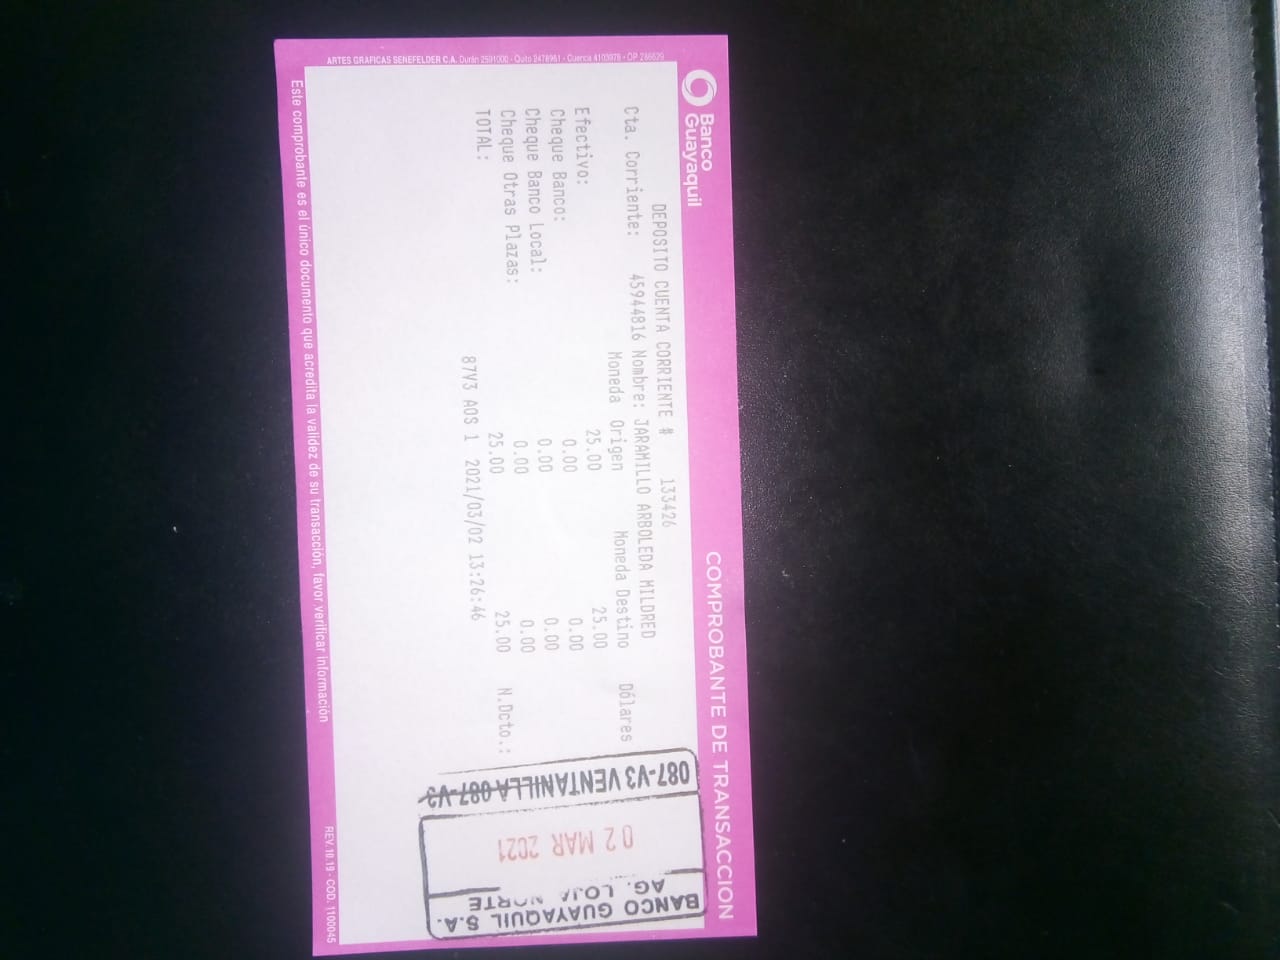 Banco
Guayaquil
COMPROBANTE DE TRANSACCION
DEPOSITO CUENTA CORRIENTE # 133426
Cta. Corriente: 45944816 Nombre: JARAMILLO ARBOLEDA MILDRED
Moneda Origen Moneda Destino Dólares
Efectivo: 25.00 25.00
Cheque Banco: 0.00 0.00
Cheque Banco Local: 0.00 0.00
Cheque Otras Plazas: 0.00 0.00
TOTAL: 25.00 25.00 N.Dcto.:
87V3 AOS 1 2021/03/02 13:26:46
BANCO GUAYAQUIL S.A.
AG. LOJA NORTE
02 MAR 2021
087-V3 VENTANILLA 087-V3
ARTES GRAFICAS SENEFELDER C.A. Durán 2591000 - Quito 2478961 - Cuenca 4103978 - OP
Este comprobante es el único documento que acredita la validez de su transacción, favor verificar información
REV. 10.19 - COD. 1100045